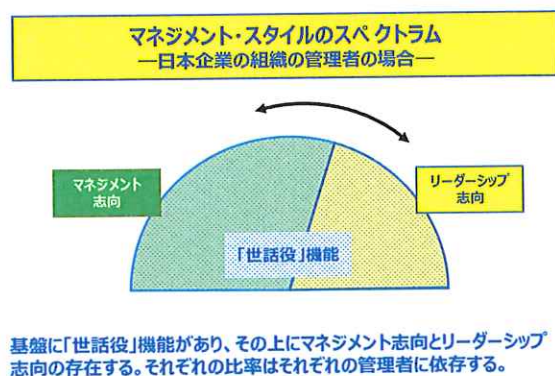 マネジメント・スタイルのスペクトラム
―日本企業の組織の管理者の場合―
マネジメント
志向
リーダーシップ
志向
「世話役」機能
基盤に「世話役」機能があり、その上にマネジメント志向とリーダーシップ
志向の存在する。それぞれの比率はそれぞれの管理者に依存する。